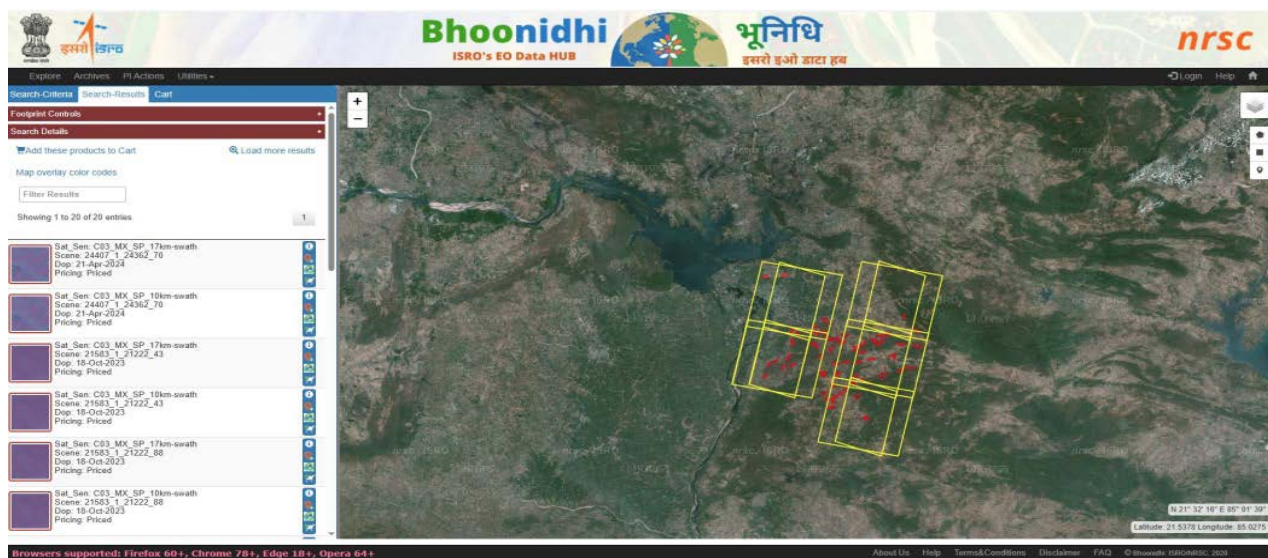 इसरो isro
Bhoonidhi
ISRO's EO Data HUB
भूनिधि
इसरो इओ डाटा हब
nrsc
Explore Archives PI Actions Utilities
Login Help
Search-Criteria Search-Results Cart
Footprint Controls +
Search Details +
Add these products to Cart Load more results
Map overlay color codes
Filter Results
Showing 1 to 20 of 20 entries 1
Sat_Sen: C03_MX_SP_17km-swath
Scene: 24407_1_24362_70
Dop: 21-Apr-2024
Pricing: Priced
Sat_Sen: C03_MX_SP_10km-swath
Scene: 24407_1_24362_70
Dop: 21-Apr-2024
Pricing: Priced
Sat_Sen: C03_MX_SP_17km-swath
Scene: 21583_1_21222_43
Dop: 18-Oct-2023
Pricing: Priced
Sat_Sen: C03_MX_SP_10km-swath
Scene: 21583_1_21222_43
Dop: 18-Oct-2023
Pricing: Priced
Sat_Sen: C03_MX_SP_17km-swath
Scene: 21583_1_21222_88
Dop: 18-Oct-2023
Pricing: Priced
Sat_Sen: C03_MX_SP_10km-swath
Scene: 21583_1_21222_88
Dop: 18-Oct-2023
Pricing: Priced
+
−
N 21° 32' 16" E 85° 01' 39"
Latitude: 21.5378 Longitude: 85.0275
Browsers supported: Firefox 60+, Chrome 78+, Edge 18+, Opera 64+
About Us Help Terms&Conditions Disclaimer FAQ © Bhoonidhi ISRO/NRSC, 2020